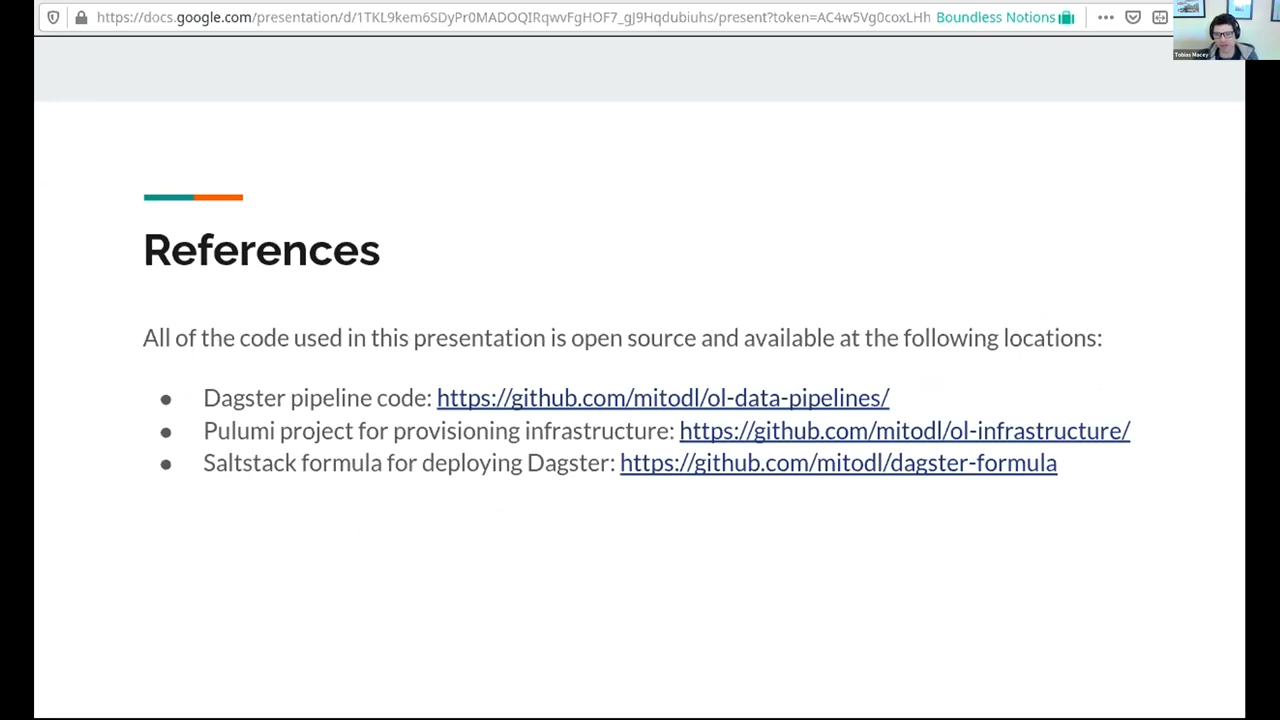 https://docs.google.com/presentation/d/1TKL9kem6SDyPr0MADOQIRqwvFgHOF7_gJ9Hqdubiuhs/present?token=AC4w5Vg0coxLHh Boundless Notions
Tobias Macey
References
All of the code used in this presentation is open source and available at the following locations:
● Dagster pipeline code: https://github.com/mitodl/ol-data-pipelines/
● Pulumi project for provisioning infrastructure: https://github.com/mitodl/ol-infrastructure/
● Saltstack formula for deploying Dagster: https://github.com/mitodl/dagster-formula